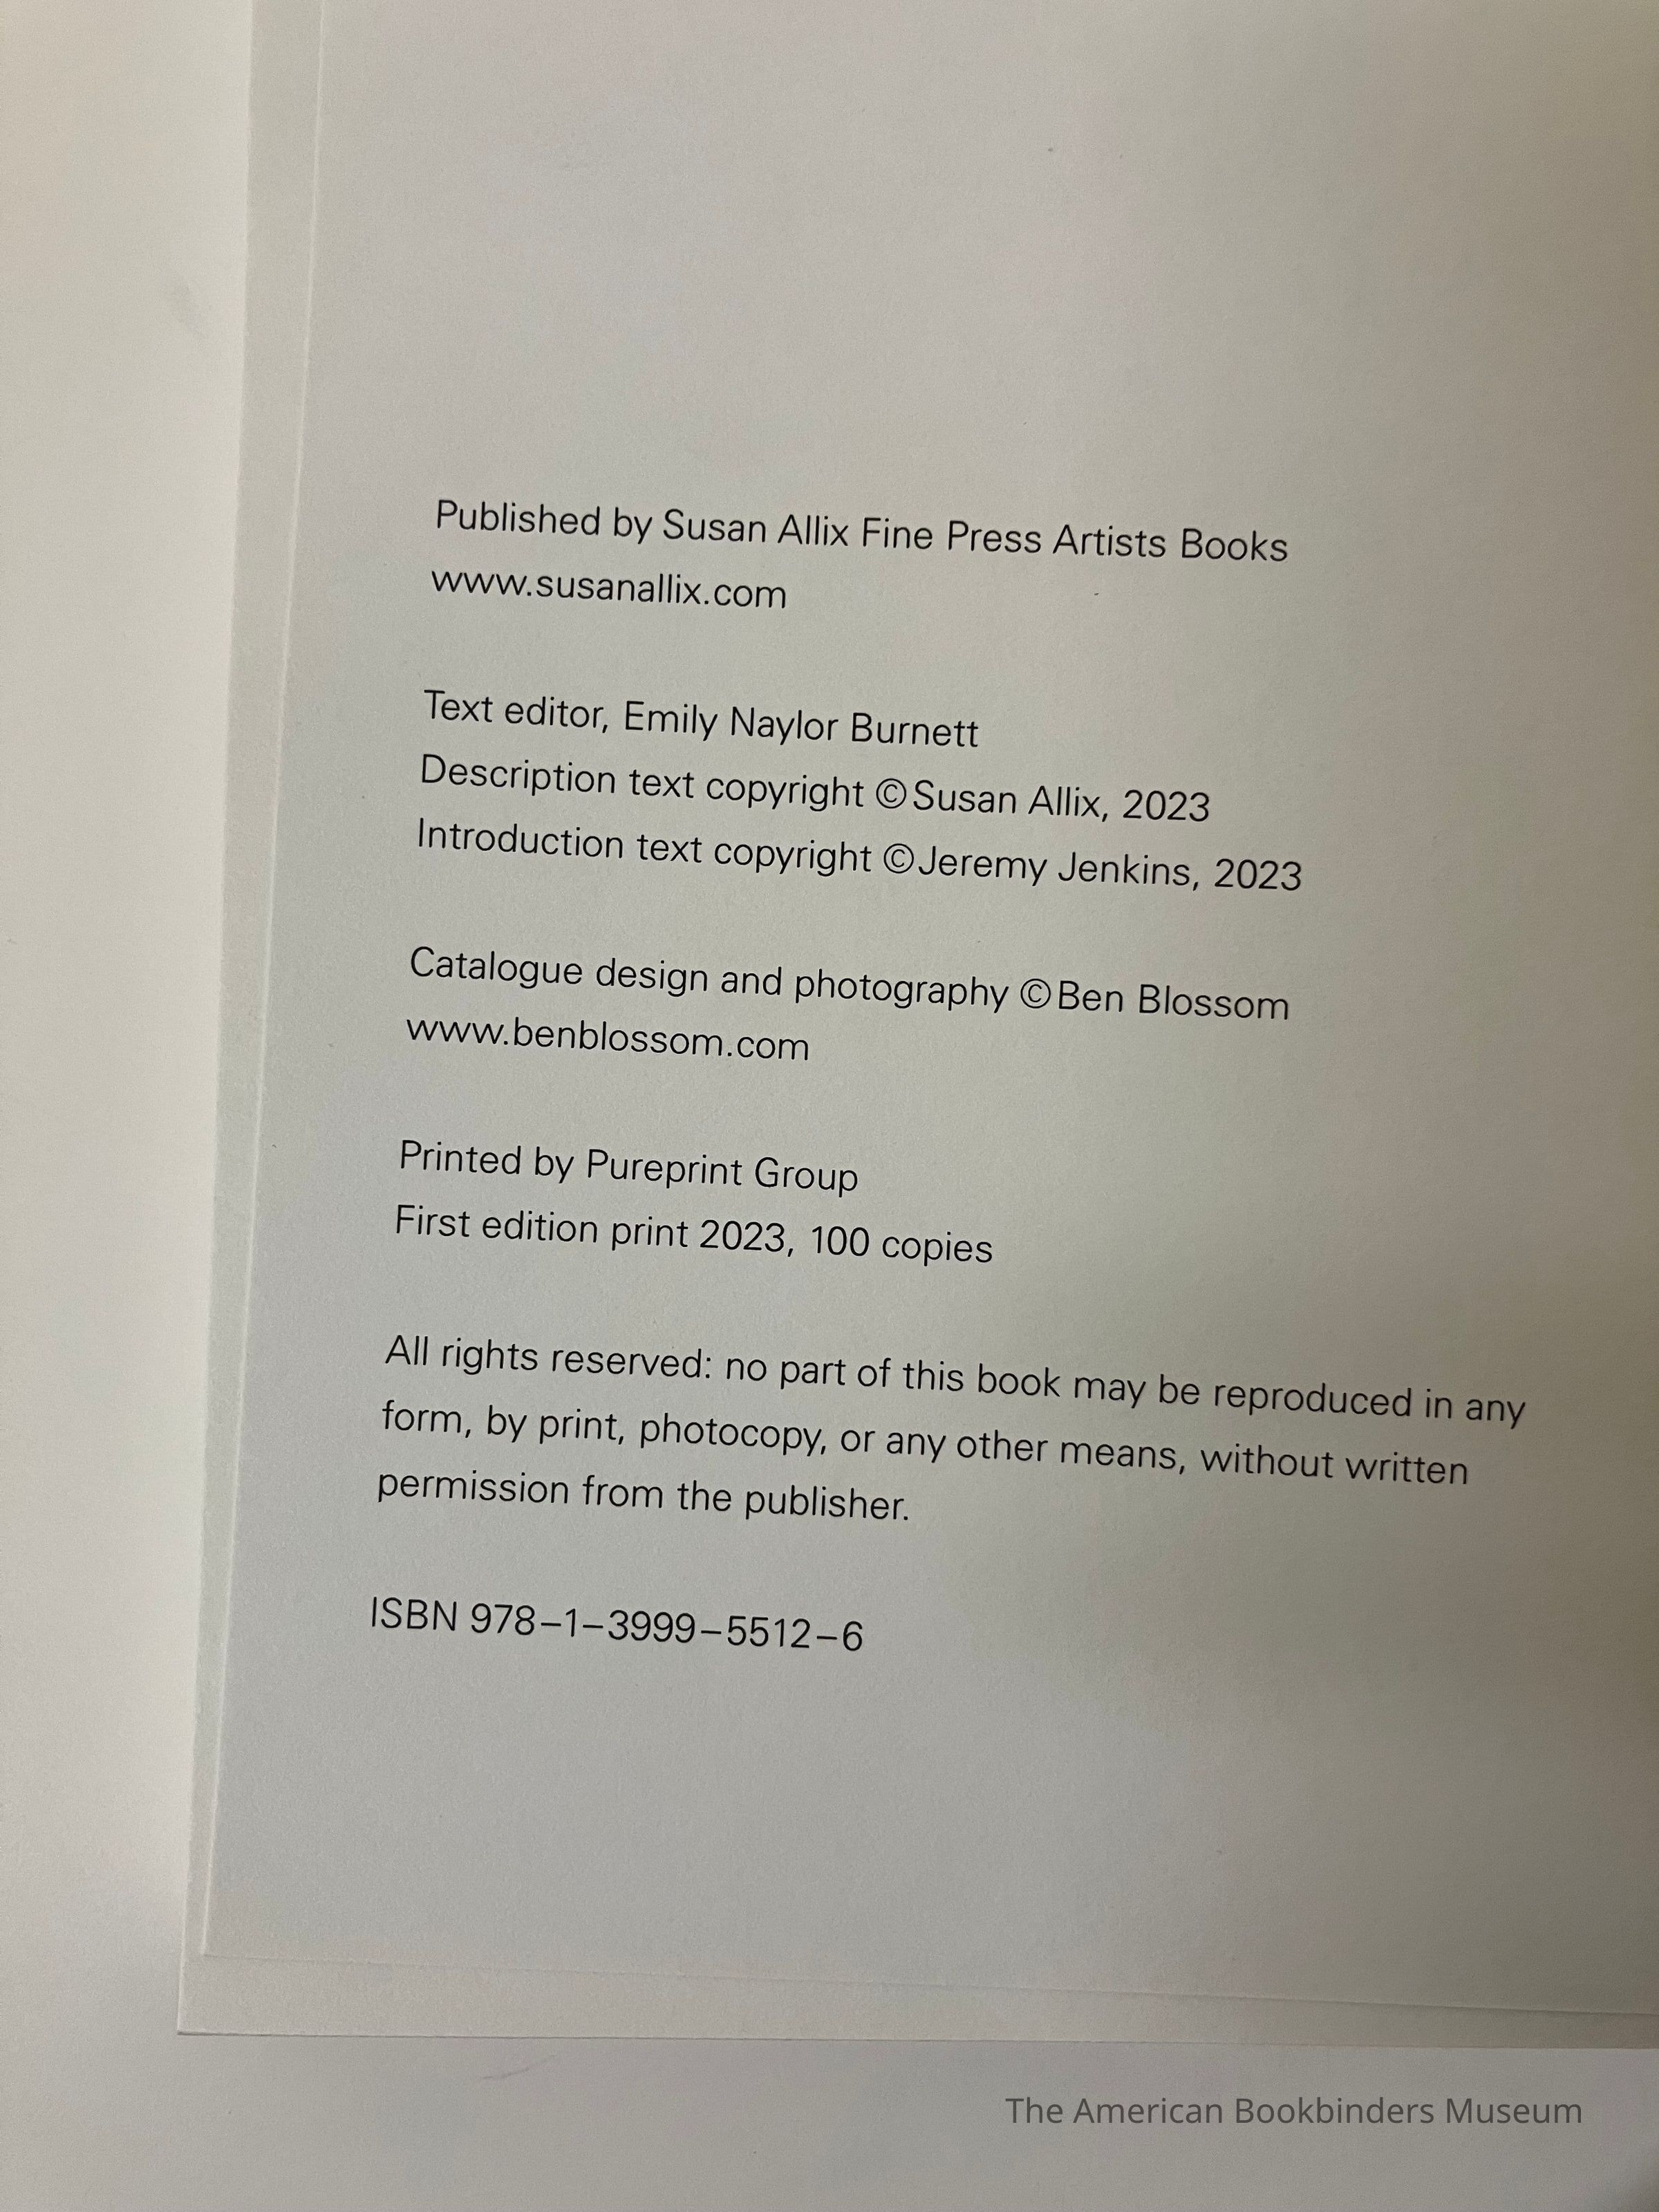 Published by Susan Allix Fine Press Artists Books
www.susanallix.com
Text editor, Emily Naylor Burnett
Description text copyright ©Susan Allix, 2023
Introduction text copyright ©Jeremy Jenkins, 2023
Catalogue design and photography ©Ben Blossom
www.benblossom.com
Printed by Pureprint Group
First edition print 2023, 100 copies
All rights reserved: no part of this book may be reproduced in any
form, by print, photocopy, or any other means, without written
permission from the publisher.
ISBN 978–1–3999–5512–6
The American Bookbinders Museum